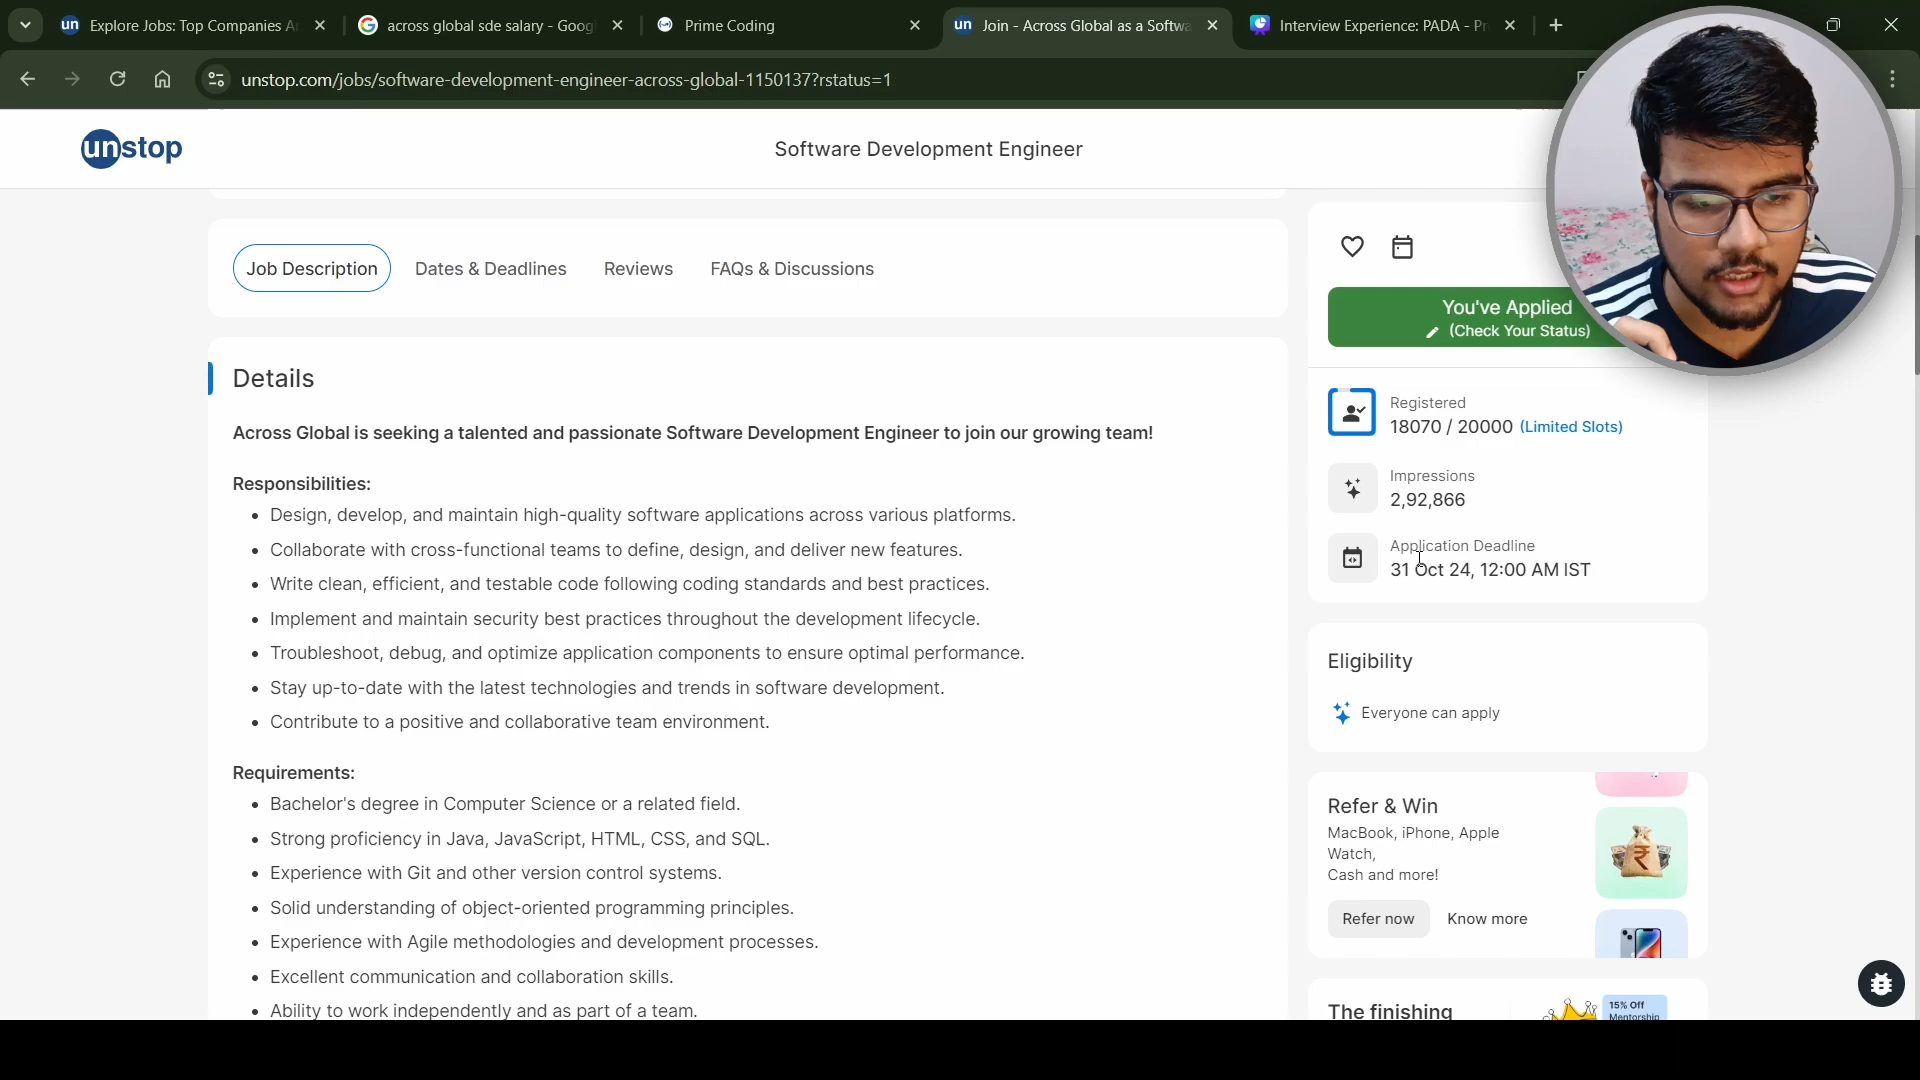 Explore Jobs: Top Companies A
across global sde salary - Goog
Prime Coding
Join - Across Global as a Softwa
Interview Experience: PADA - Pr
unstop.com/jobs/software-development-engineer-across-global-1150137?rstatus=1
unstop
Software Development Engineer
Job Description
Dates & Deadlines
Reviews
FAQs & Discussions
You've Applied
(Check Your Status)
Details
Across Global is seeking a talented and passionate Software Development Engineer to join our growing team!
Responsibilities:
• Design, develop, and maintain high-quality software applications across various platforms.
• Collaborate with cross-functional teams to define, design, and deliver new features.
• Write clean, efficient, and testable code following coding standards and best practices.
• Implement and maintain security best practices throughout the development lifecycle.
• Troubleshoot, debug, and optimize application components to ensure optimal performance.
• Stay up-to-date with the latest technologies and trends in software development.
• Contribute to a positive and collaborative team environment.
Requirements:
• Bachelor's degree in Computer Science or a related field.
• Strong proficiency in Java, JavaScript, HTML, CSS, and SQL.
• Experience with Git and other version control systems.
• Solid understanding of object-oriented programming principles.
• Experience with Agile methodologies and development processes.
• Excellent communication and collaboration skills.
• Ability to work independently and as part of a team.
Registered
18070 / 20000 (Limited Slots)
Impressions
2,92,866
Application Deadline
31 Oct 24, 12:00 AM IST
Eligibility
Everyone can apply
Refer & Win
MacBook, iPhone, Apple
Watch,
Cash and more!
Refer now
Know more
The finishing
15% Off
Mentorship